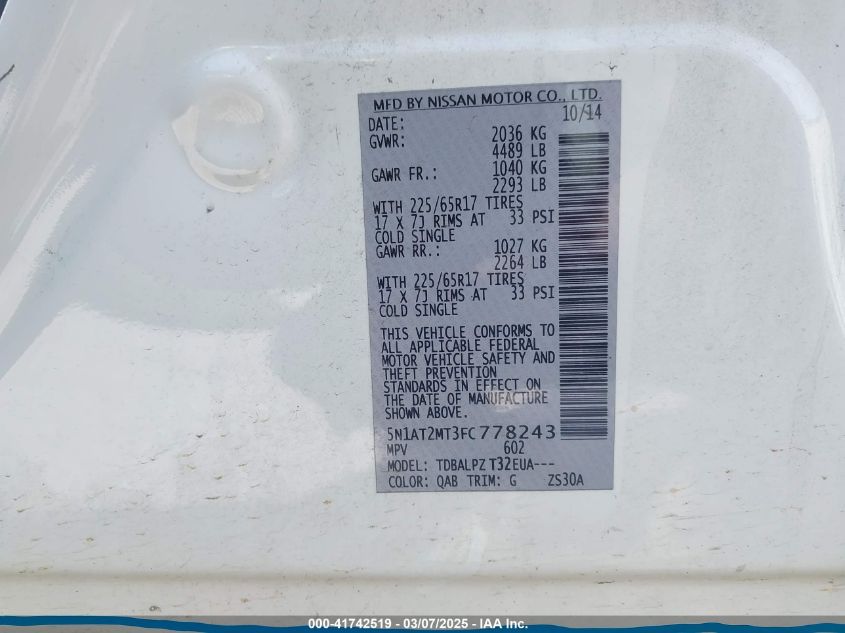 MFD BY NISSAN MOTOR CO., LTD.
DATE: 10/14
GVWR: 2036 KG
4489 LB
GAWR FR.: 1040 KG
2293 LB
WITH 225/65R17 TIRES
17 X 7J RIMS AT 33 PSI
COLD SINGLE
GAWR RR.: 1027 KG
2264 LB
WITH 225/65R17 TIRES
17 X 7J RIMS AT 33 PSI
COLD SINGLE
THIS VEHICLE CONFORMS TO
ALL APPLICABLE FEDERAL
MOTOR VEHICLE SAFETY AND
THEFT PREVENTION
STANDARDS IN EFFECT ON
THE DATE OF MANUFACTURE
SHOWN ABOVE.
5N1AT2MT3FC778243
MPV 602
MODEL: TDBALPZ T32EUA---
COLOR: QAB TRIM: G ZS30A
000-41742519 - 03/07/2025 - IAA Inc.